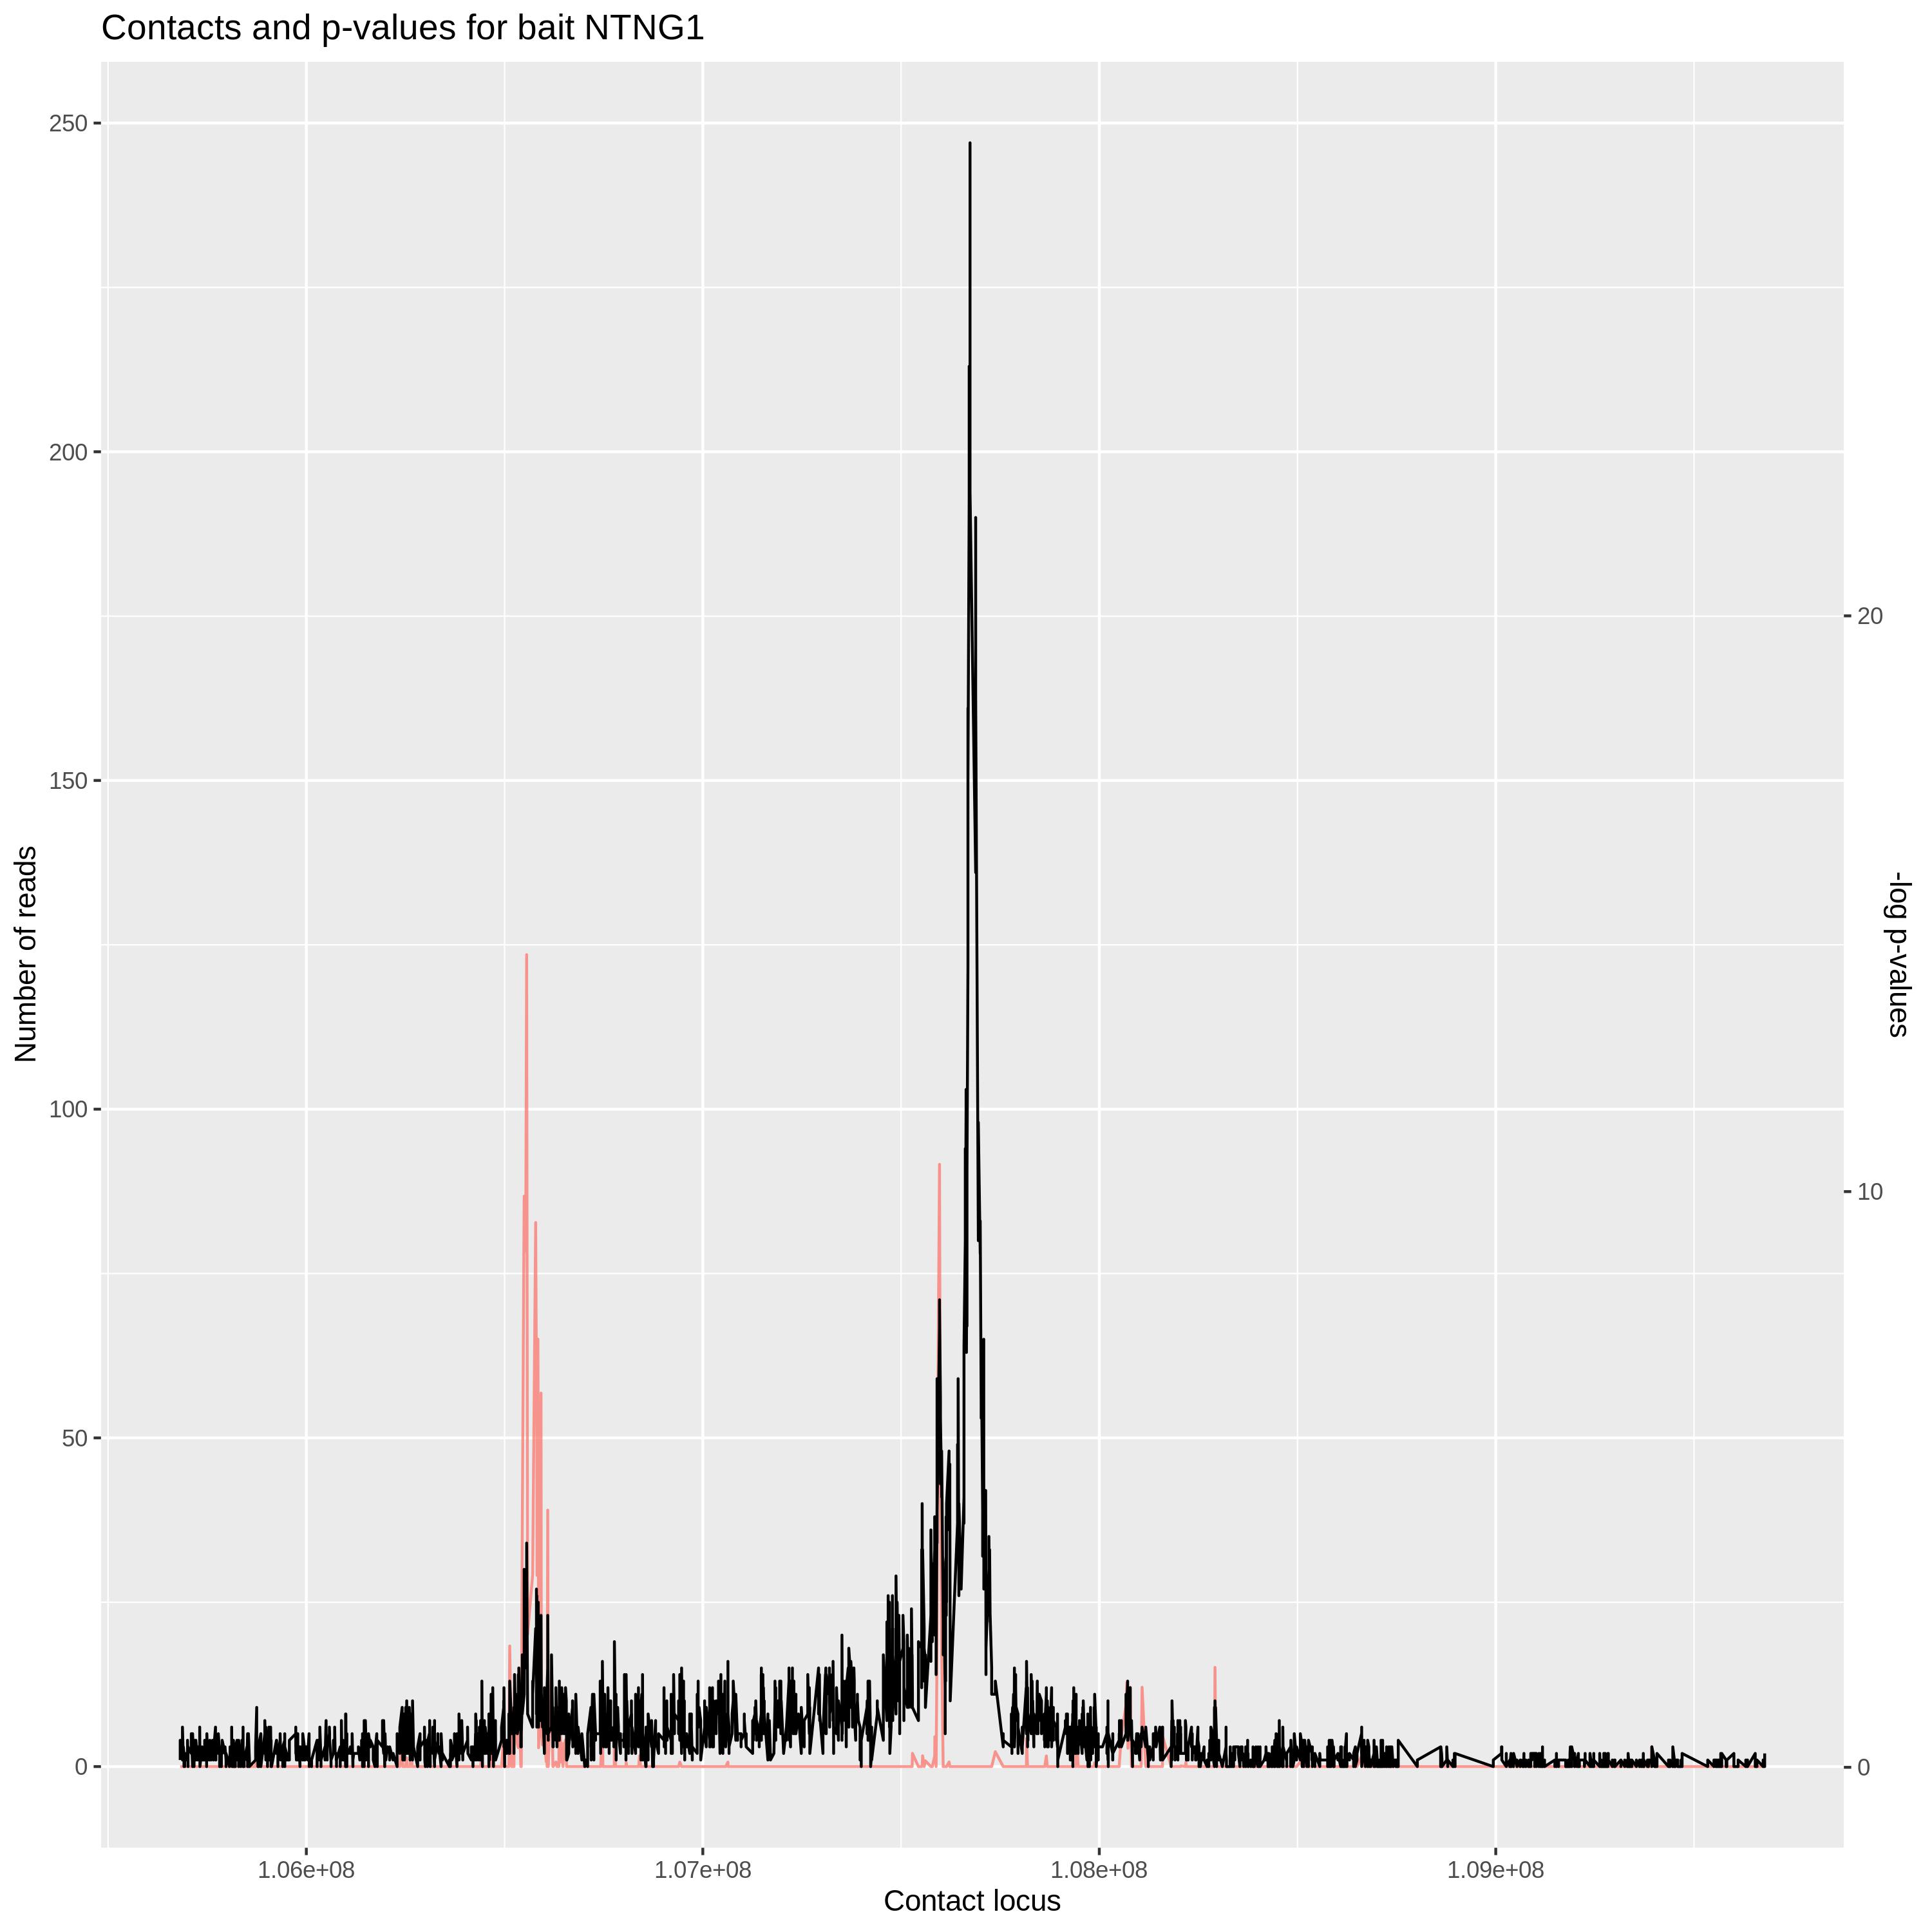 Contacts and p-values for bait NTNG1
250
200
150
100
50
0
Number of reads
20
10
0
-log p-values
1.06e+08
1.07e+08
1.08e+08
1.09e+08
Contact locus